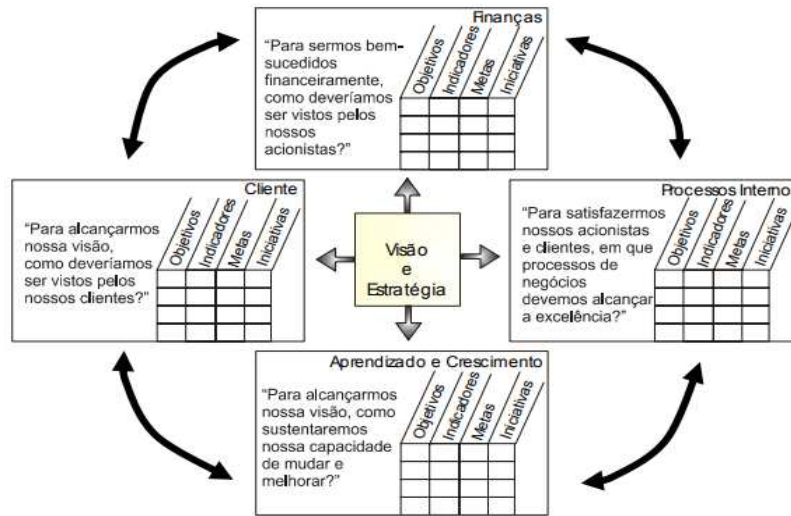 Finanças
“Para sermos bem-
sucedidos
financeiramente,
como deveríamos
ser vistos pelos
nossos
acionistas?”
Objetivos
Indicadores
Metas
Iniciativas
Cliente
“Para alcançarmos
nossa visão,
como deveríamos
ser vistos pelos
nossos clientes?”
Objetivos
Indicadores
Metas
Iniciativas
Visão
e
Estratégia
Processos Interno
“Para satisfazermos
nossos acionistas
e clientes, em que
processos de
negócios
devemos alcançar
a excelência?”
Objetivos
Indicadores
Metas
Iniciativas
Aprendizado e Crescimento
“Para alcançarmos
nossa visão, como
sustentaremos
nossa capacidade
de mudar e
melhorar?”
Objetivos
Indicadores
Metas
Iniciativas